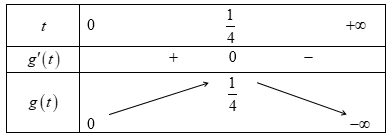 t 0 1/4 +∞
g'(t) + 0 −
g(t) 0 1/4 −∞